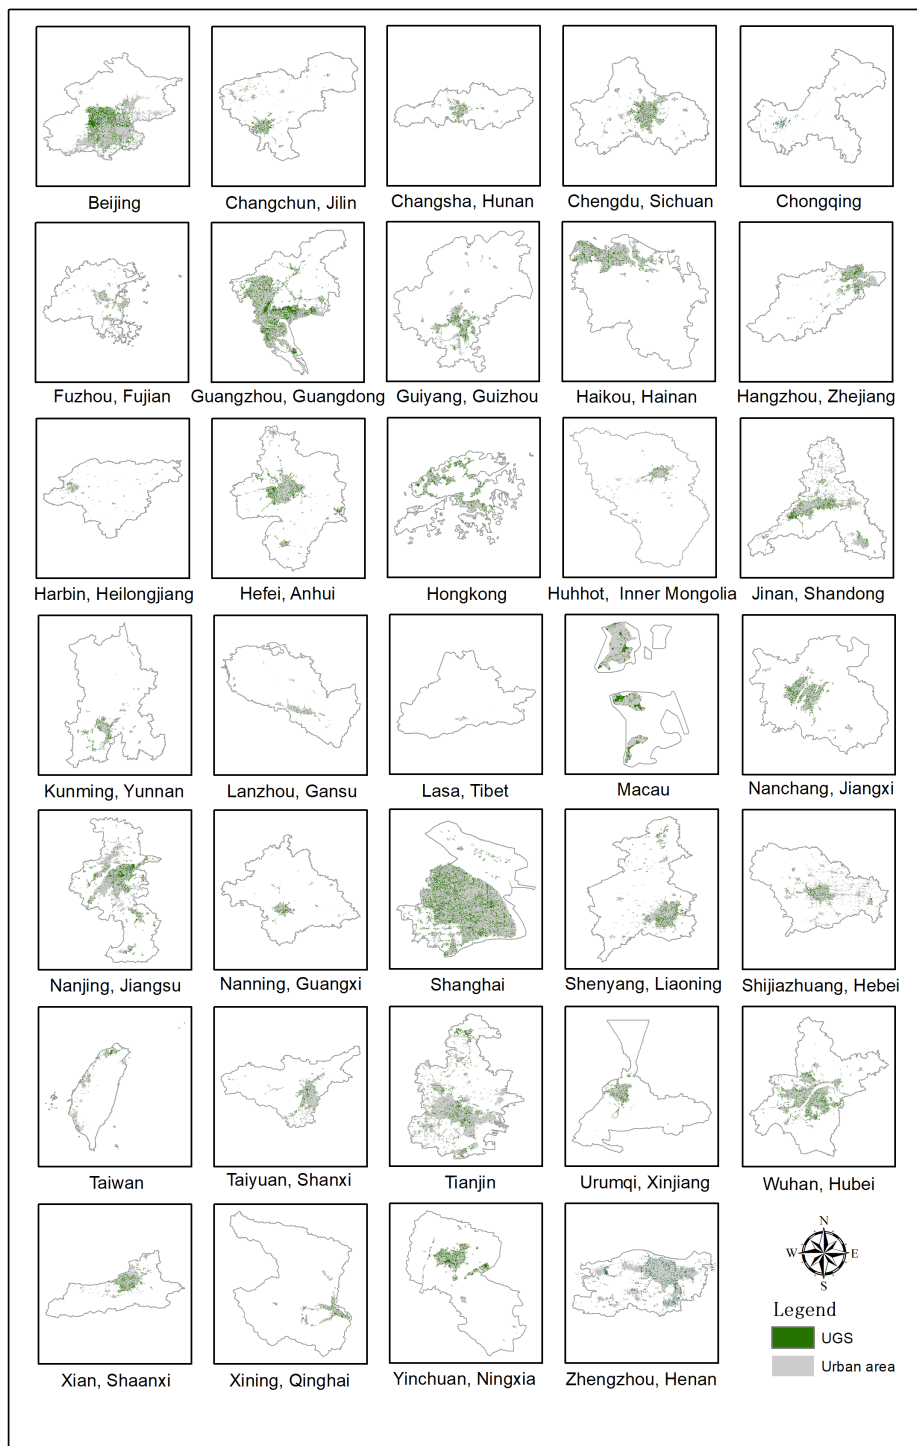 Beijing
Changchun, Jilin
Changsha, Hunan
Chengdu, Sichuan
Chongqing
Fuzhou, Fujian
Guangzhou, Guangdong
Guiyang, Guizhou
Haikou, Hainan
Hangzhou, Zhejiang
Harbin, Heilongjiang
Hefei, Anhui
Hongkong
Huhhot, Inner Mongolia
Jinan, Shandong
Kunming, Yunnan
Lanzhou, Gansu
Lasa, Tibet
Macau
Nanchang, Jiangxi
Nanjing, Jiangsu
Nanning, Guangxi
Shanghai
Shenyang, Liaoning
Shijiazhuang, Hebei
Taiwan
Taiyuan, Shanxi
Tianjin
Urumqi, Xinjiang
Wuhan, Hubei
Xian, Shaanxi
Xining, Qinghai
Yinchuan, Ningxia
Zhengzhou, Henan
N
W E
S
Legend
UGS
Urban area